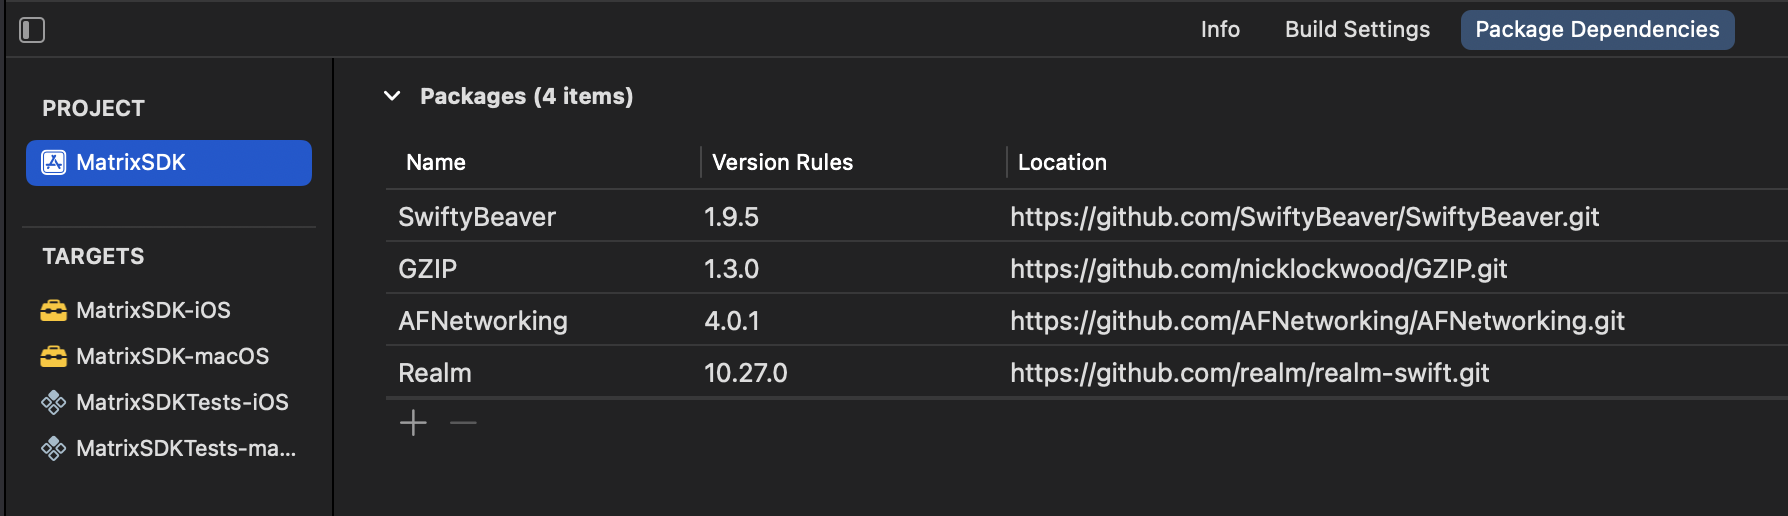 Info Build Settings Package Dependencies
PROJECT
MatrixSDK
TARGETS
MatrixSDK-iOS
MatrixSDK-macOS
MatrixSDKTests-iOS
MatrixSDKTests-ma...
Packages (4 items)
Name Version Rules Location
SwiftyBeaver 1.9.5 https://github.com/SwiftyBeaver/SwiftyBeaver.git
GZIP 1.3.0 https://github.com/nicklockwood/GZIP.git
AFNetworking 4.0.1 https://github.com/AFNetworking/AFNetworking.git
Realm 10.27.0 https://github.com/realm/realm-swift.git